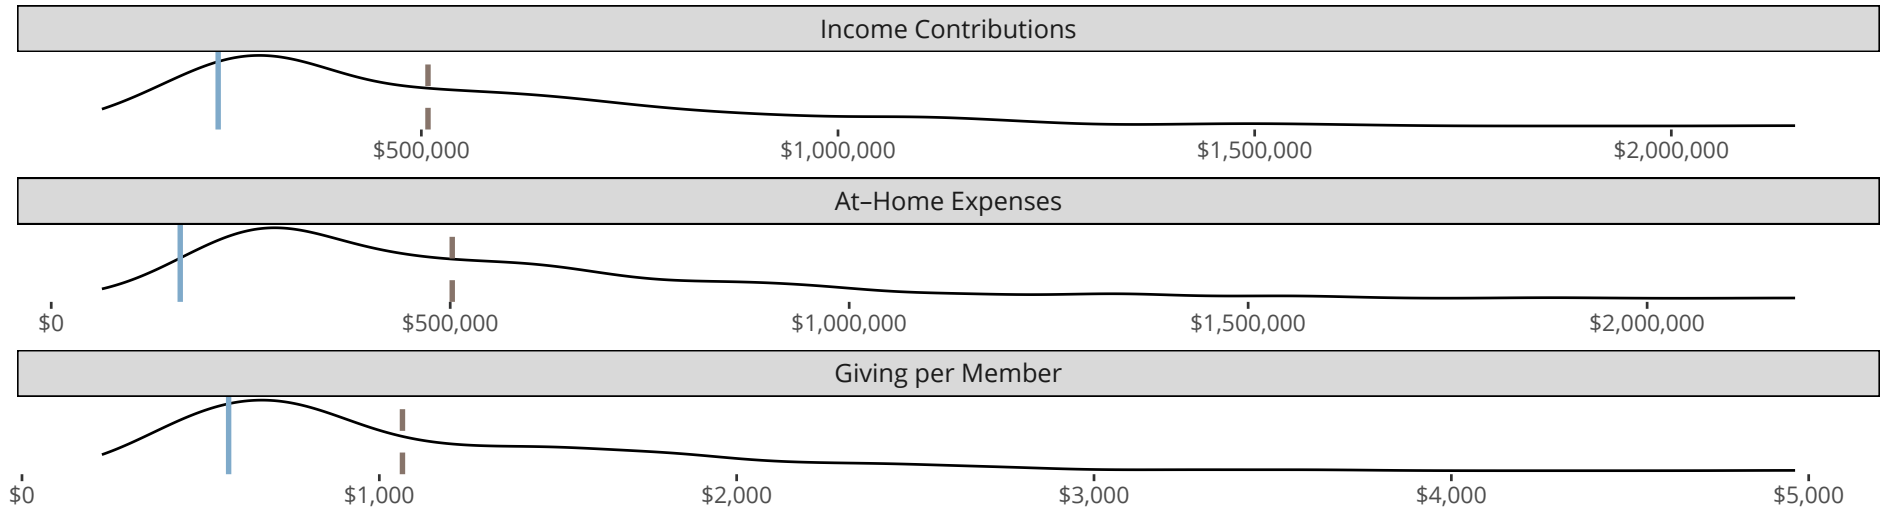 Income Contributions
$500,000 $1,000,000 $1,500,000 $2,000,000
At–Home Expenses
$0 $500,000 $1,000,000 $1,500,000 $2,000,000
Giving per Member
$0 $1,000 $2,000 $3,000 $4,000 $5,000